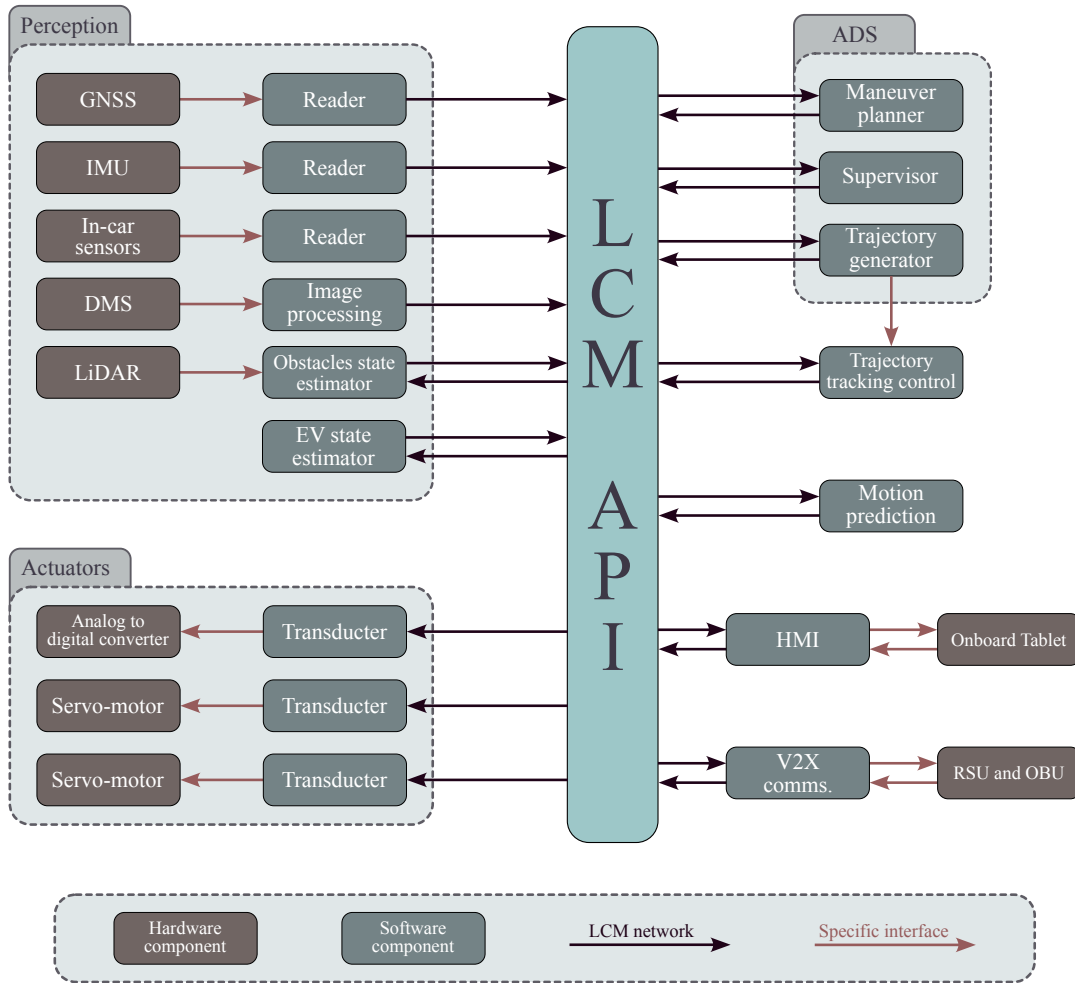 Perception
GNSS
Reader
IMU
Reader
In-car
sensors
Reader
DMS
Image
processing
LiDAR
Obstacles state
estimator
EV state
estimator
Actuators
Analog to
digital converter
Transducter
Servo-motor
Transducter
Servo-motor
Transducter
L
C
M
A
P
I
ADS
Maneuver
planner
Supervisor
Trajectory
generator
Trajectory
tracking control
Motion
prediction
HMI
Onboard Tablet
V2X
comms.
RSU and OBU
Hardware
component
Software
component
LCM network
Specific interface